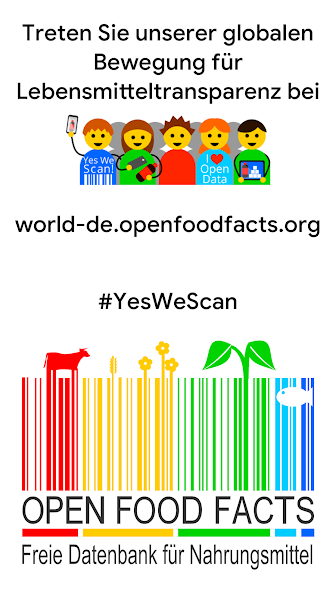 Treten Sie unserer globalen
Bewegung für
Lebensmitteltransparenz bei
Yes We
Scan!
I
Open
Data
world-de.openfoodfacts.org
#YesWeScan
OPEN FOOD FACTS
Freie Datenbank für Nahrungsmittel